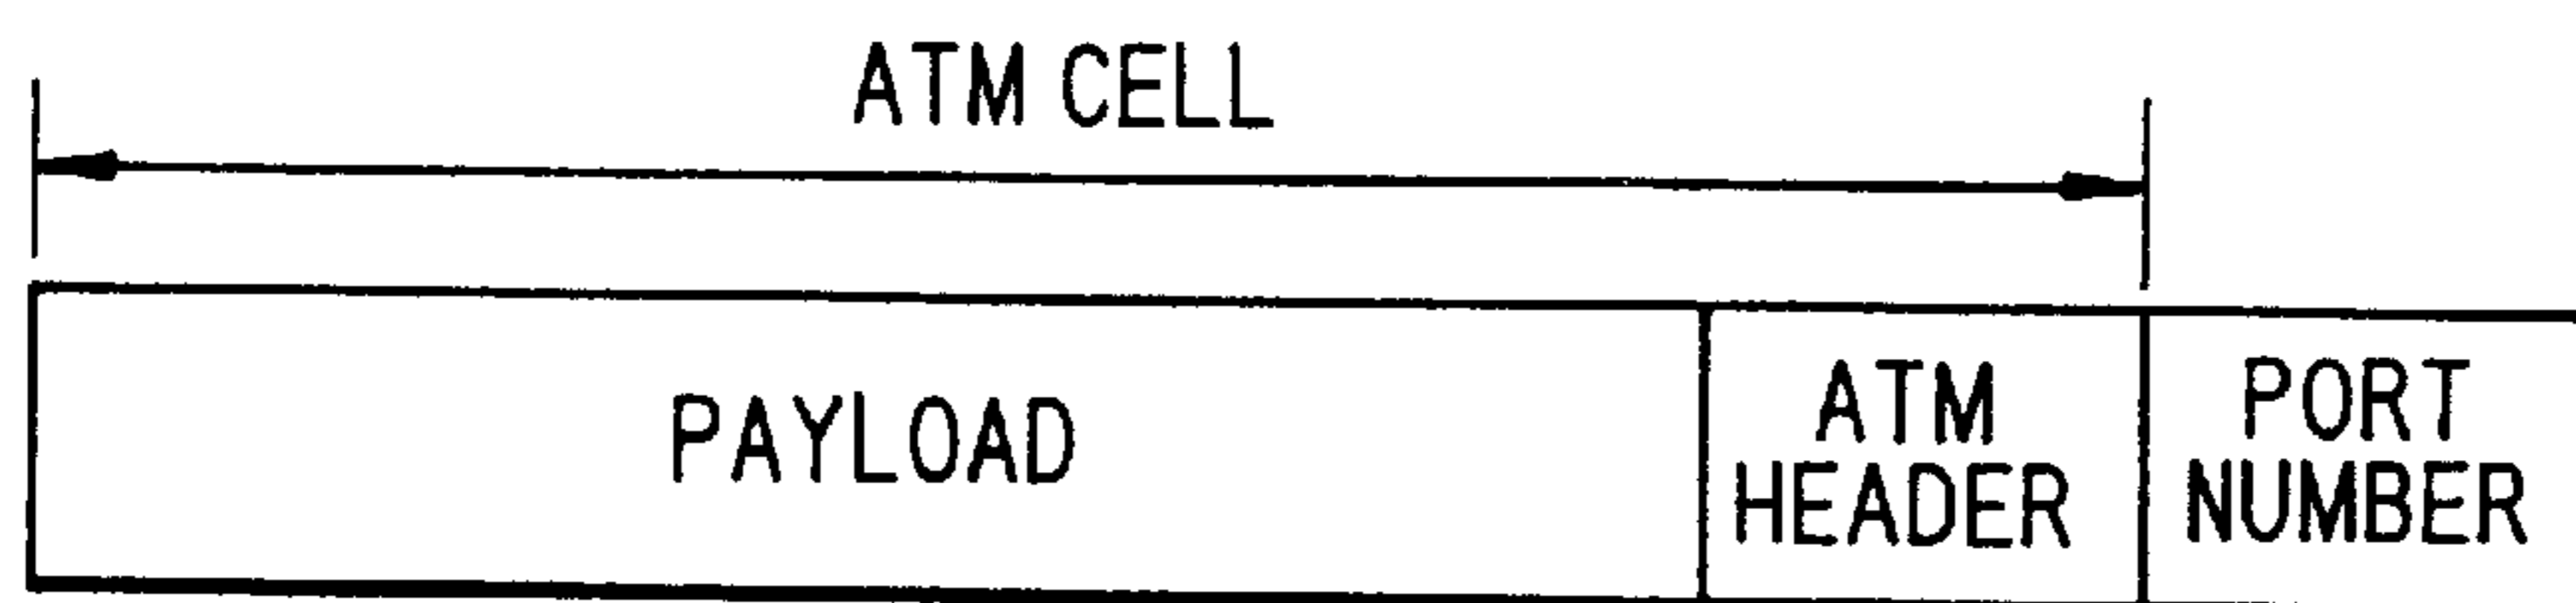 ATM CELL
PAYLOAD
ATM
HEADER
PORT
NUMBER